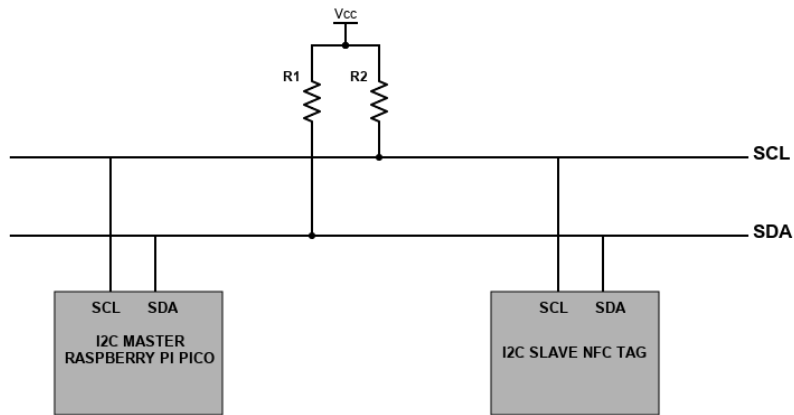 Vcc
R1
R2
SCL
SDA
SCL SDA
I2C MASTER
RASPBERRY PI PICO
SCL SDA
I2C SLAVE NFC TAG